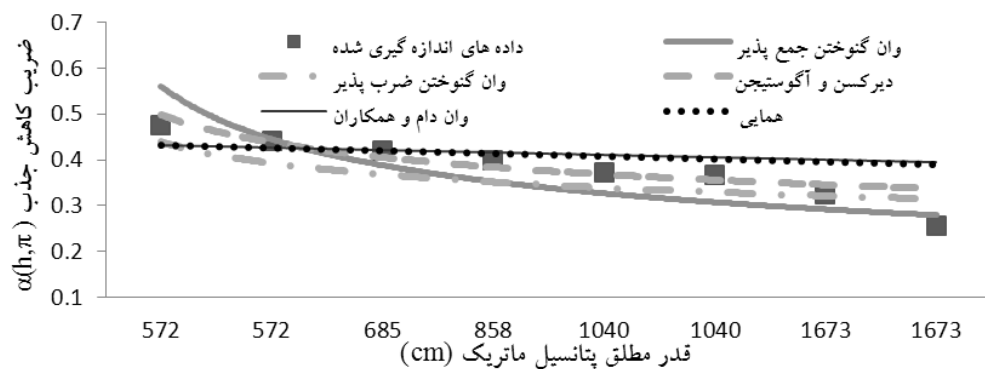 ضریب کاهش جذب α(h,π)
0.7
0.6
0.5
0.4
0.3
0.2
0.1
داده های اندازه گیری شده
وان گنوختن جمع پذیر
وان گنوختن ضرب پذیر
دیرکسن و آگوستیجن
وان دام و همکاران
همایی
572 572 685 858 1040 1040 1673 1673
قدر مطلق پتانسیل ماتریک (cm)